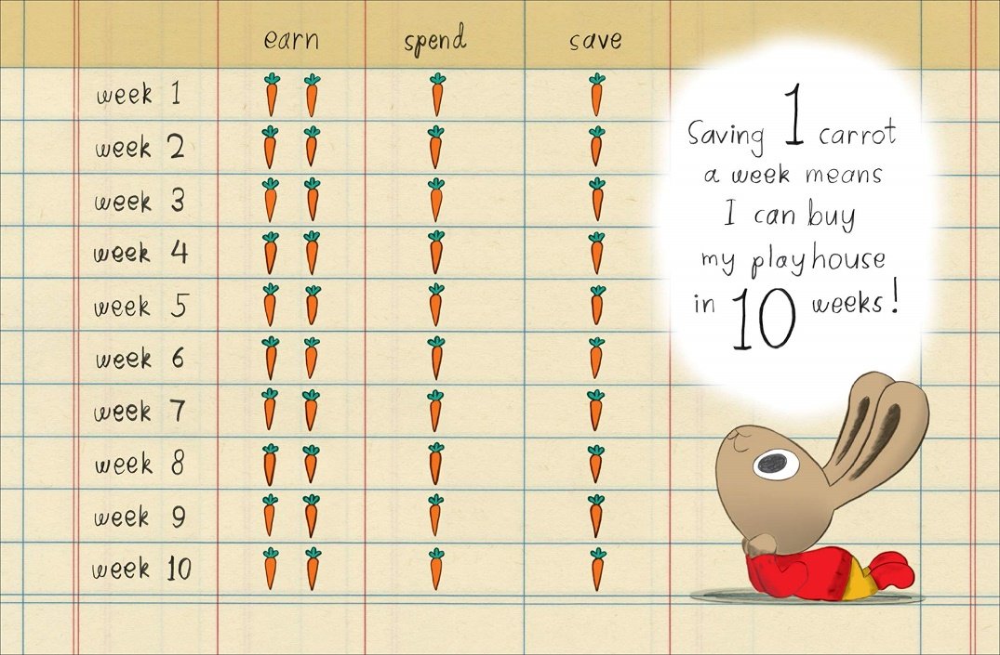 earn spend save
week 1
week 2
week 3
week 4
week 5
week 6
week 7
week 8
week 9
week 10
Saving 1 carrot
a week means
I can buy
my playhouse
in 10 weeks!